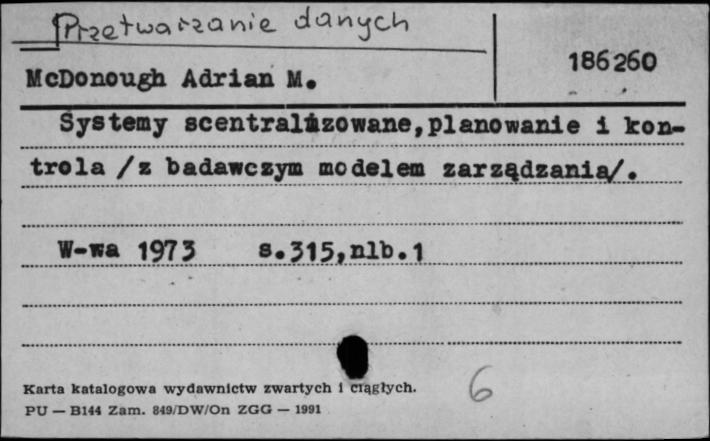 Przetwarzanie danych
McDonough Adrian M.
186260
Systemy scentralizowane,planowanie i kon-
trola /z badawczym modelem zarządzania/.
W-wa 1973 s.315,nlb.1
Karta katalogowa wydawnictw zwartych i ciągłych.
6
PU — B144 Zam. 849/DW/On ZGG — 1991